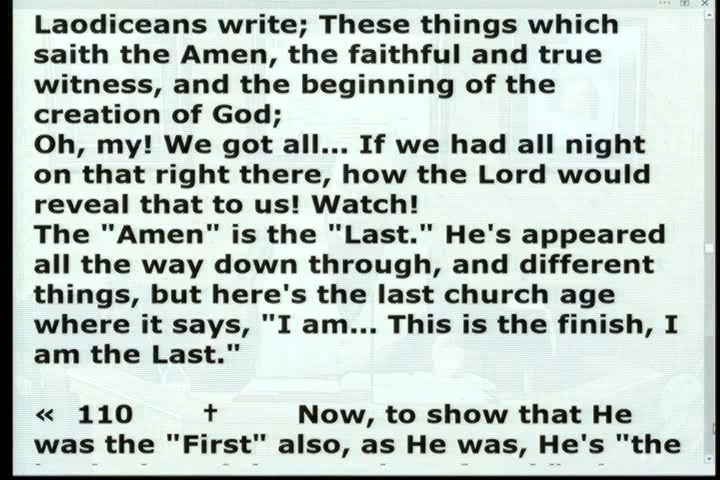 Laodiceans write; These things which
saith the Amen, the faithful and true
witness, and the beginning of the
creation of God;
Oh, my! We got all... If we had all night
on that right there, how the Lord would
reveal that to us! Watch!
The "Amen" is the "Last." He's appeared
all the way down through, and different
things, but here's the last church age
where it says, "I am... This is the finish, I
am the Last."
« 110 † Now, to show that He
was the "First" also, as He was, He's "the